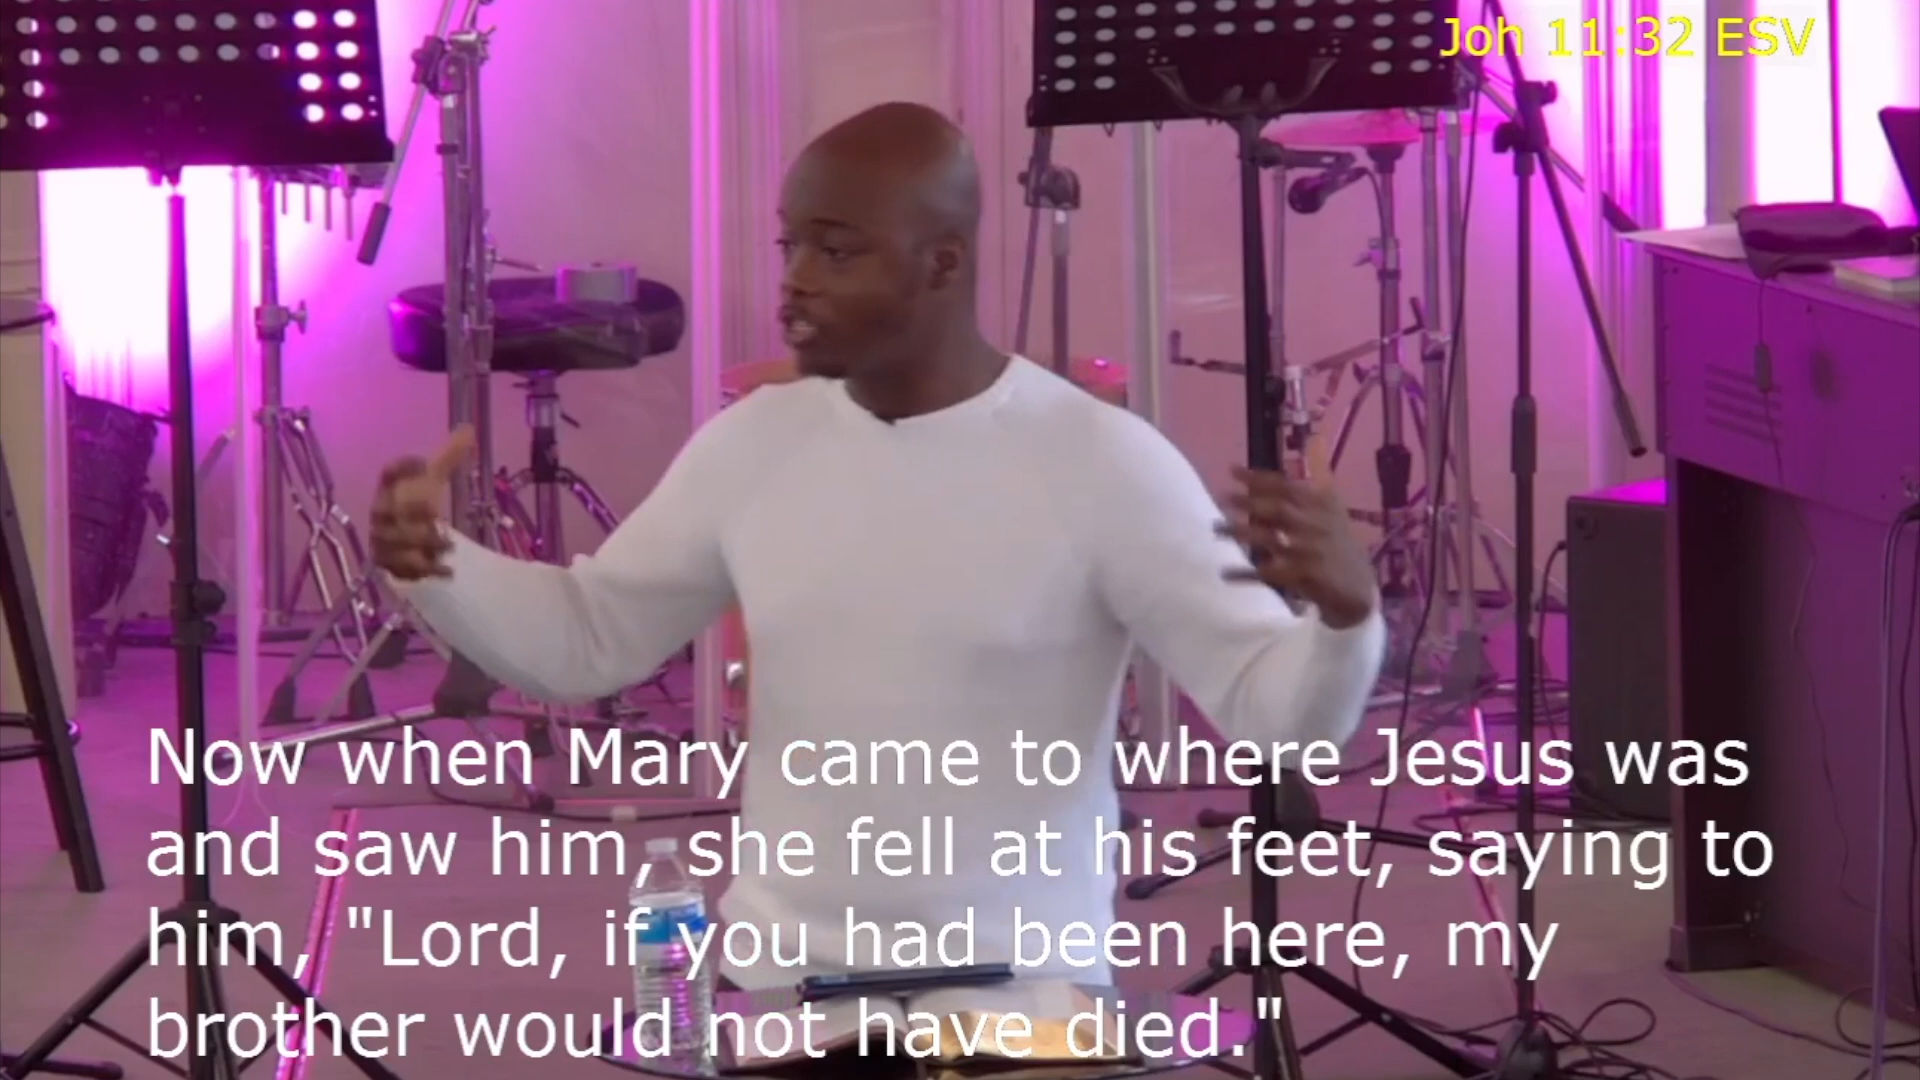 Joh 11:32 ESV
Now when Mary came to where Jesus was
and saw him, she fell at his feet, saying to
him, "Lord, if you had been here, my
brother would not have died."